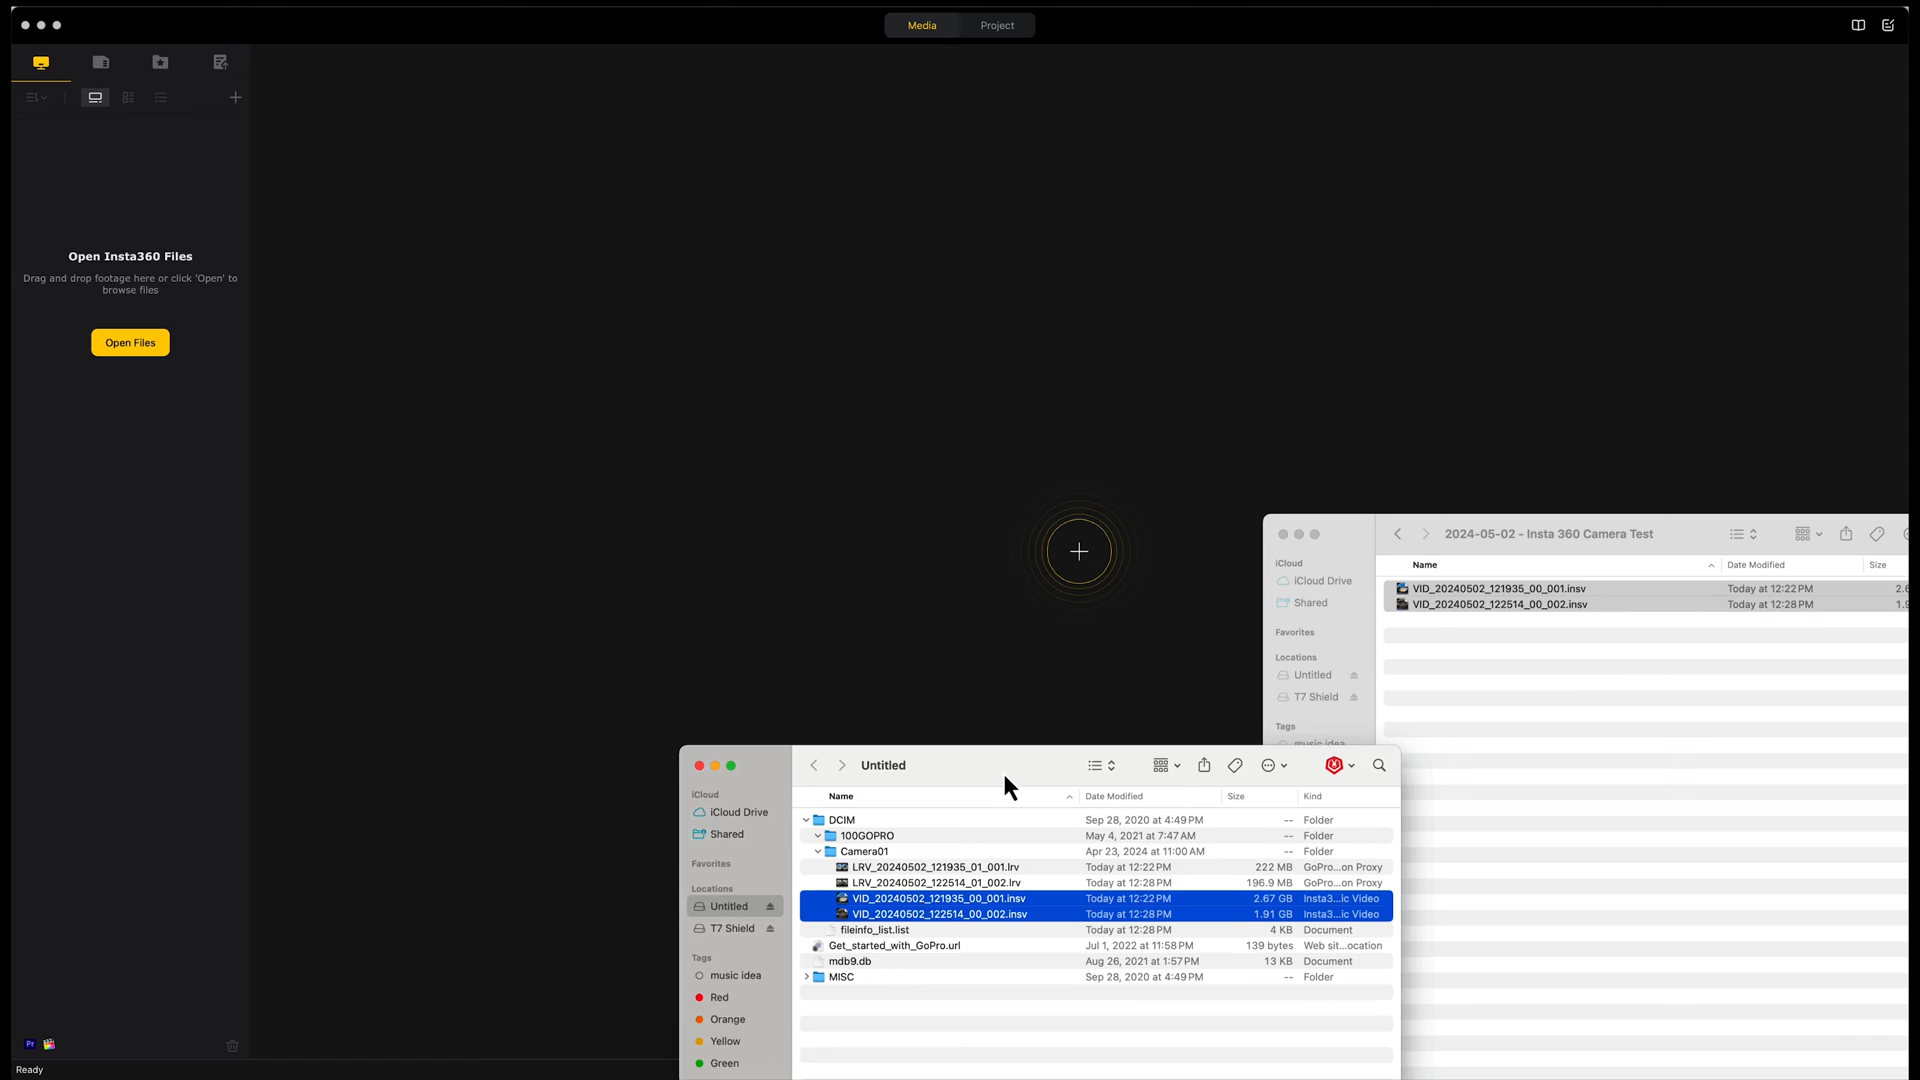 Media
Project
Open Insta360 Files
Drag and drop footage here or click 'Open' to
browse files
Open Files
Pr
Ready
2024-05-02 - Insta 360 Camera Test
iCloud
iCloud Drive
Shared
Favorites
Locations
Untitled
T7 Shield
Tags
music idea
Name Date Modified Size
VID_20240502_121935_00_001.insv Today at 12:22 PM
VID_20240502_122514_00_002.insv Today at 12:28 PM
Untitled
iCloud
iCloud Drive
Shared
Favorites
Locations
Untitled
T7 Shield
Tags
music idea
Red
Orange
Yellow
Green
Name Date Modified Size Kind
DCIM Sep 28, 2020 at 4:49 PM -- Folder
100GOPRO May 4, 2021 at 7:47 AM -- Folder
Camera01 Apr 23, 2024 at 11:00 AM -- Folder
LRV_20240502_121935_01_001.lrv Today at 12:22 PM 222 MB GoPro...on Proxy
LRV_20240502_122514_01_002.lrv Today at 12:28 PM 196.9 MB GoPro...on Proxy
VID_20240502_121935_00_001.insv Today at 12:22 PM 2.67 GB Insta3...ic Video
VID_20240502_122514_00_002.insv Today at 12:28 PM 1.91 GB Insta3...ic Video
fileinfo_list.list Today at 12:28 PM 4 KB Document
Get_started_with_GoPro.url Jul 1, 2022 at 11:58 PM 139 bytes Web sit...ocation
mdb9.db Aug 26, 2021 at 1:57 PM 13 KB Document
MISC Sep 28, 2020 at 4:49 PM -- Folder